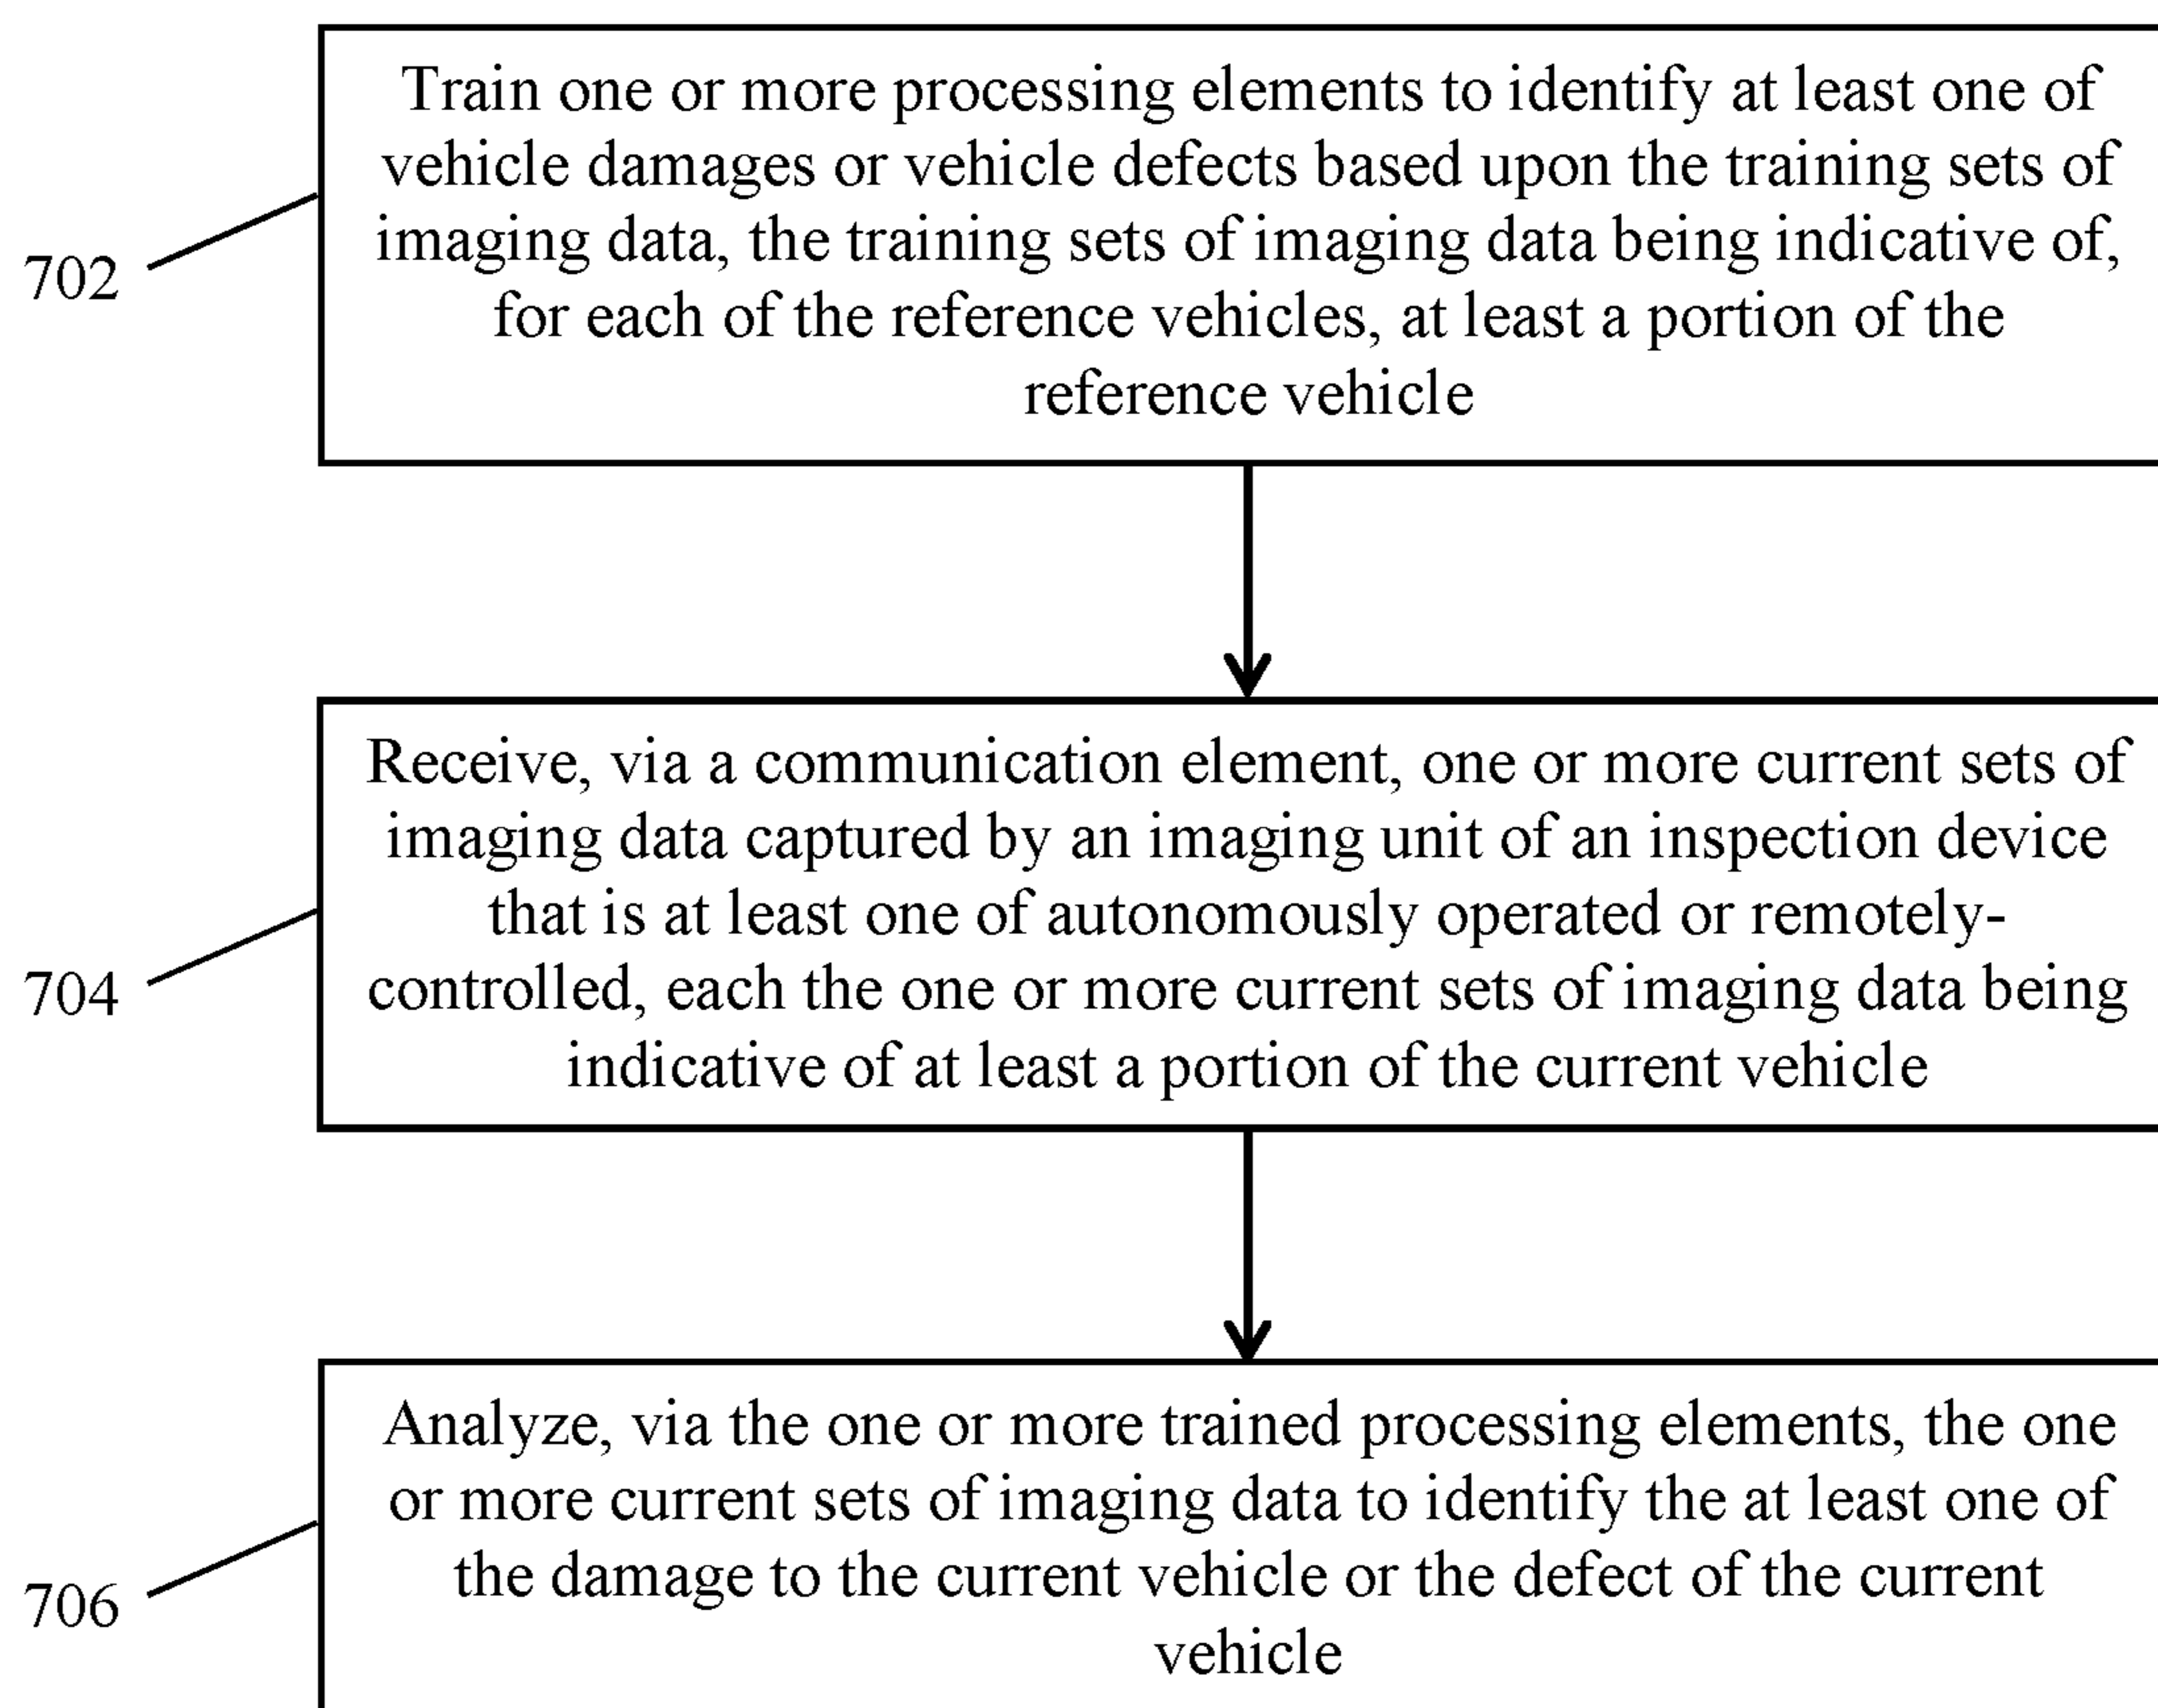 Train one or more processing elements to identify at least one of
vehicle damages or vehicle defects based upon the training sets of
imaging data, the training sets of imaging data being indicative of,
for each of the reference vehicles, at least a portion of the
reference vehicle
702
Receive, via a communication element, one or more current sets of
imaging data captured by an imaging unit of an inspection device
that is at least one of autonomously operated or remotely-
controlled, each the one or more current sets of imaging data being
indicative of at least a portion of the current vehicle
704
Analyze, via the one or more trained processing elements, the one
or more current sets of imaging data to identify the at least one of
the damage to the current vehicle or the defect of the current
vehicle
706